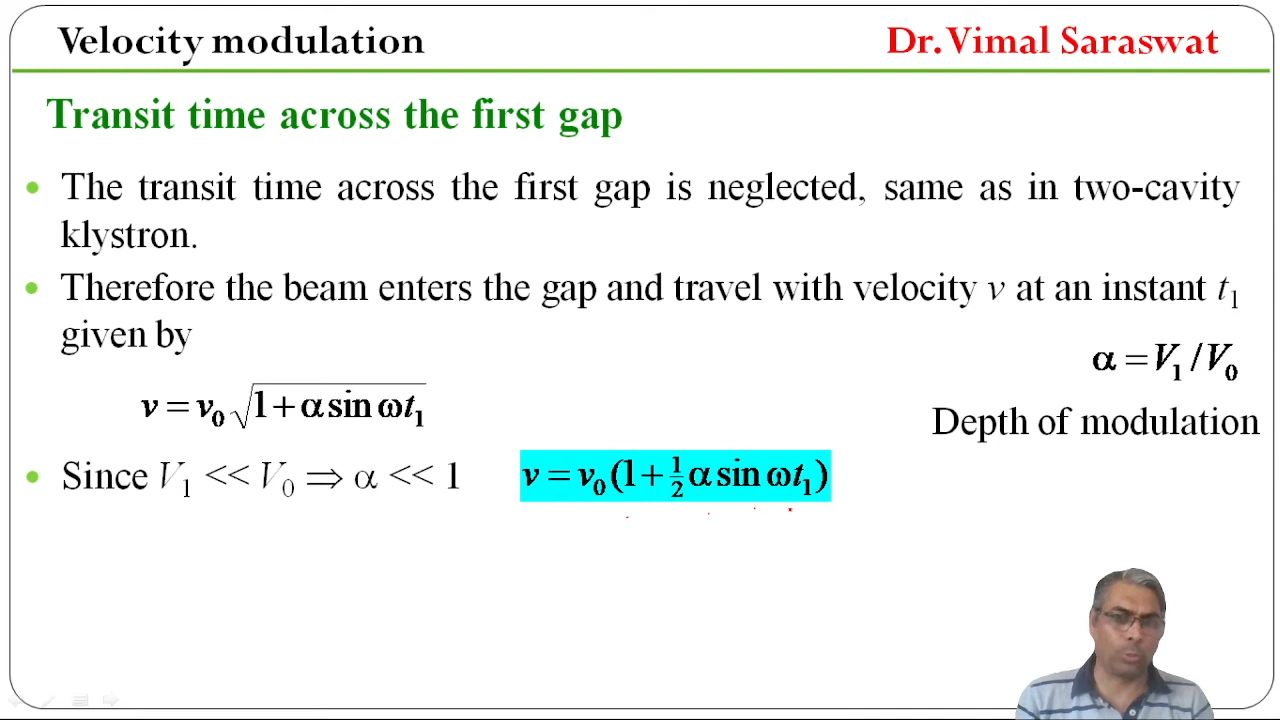 Velocity modulation
Dr. Vimal Saraswat
Transit time across the first gap
• The transit time across the first gap is neglected, same as in two-cavity
klystron.
• Therefore the beam enters the gap and travel with velocity v at an instant t₁
given by
α = V₁ / V₀
v = v₀ √(1 + α sin ωt₁)
Depth of modulation
• Since V₁ << V₀ ⇒ α << 1
v = v₀ (1 + ½ α sin ωt₁)